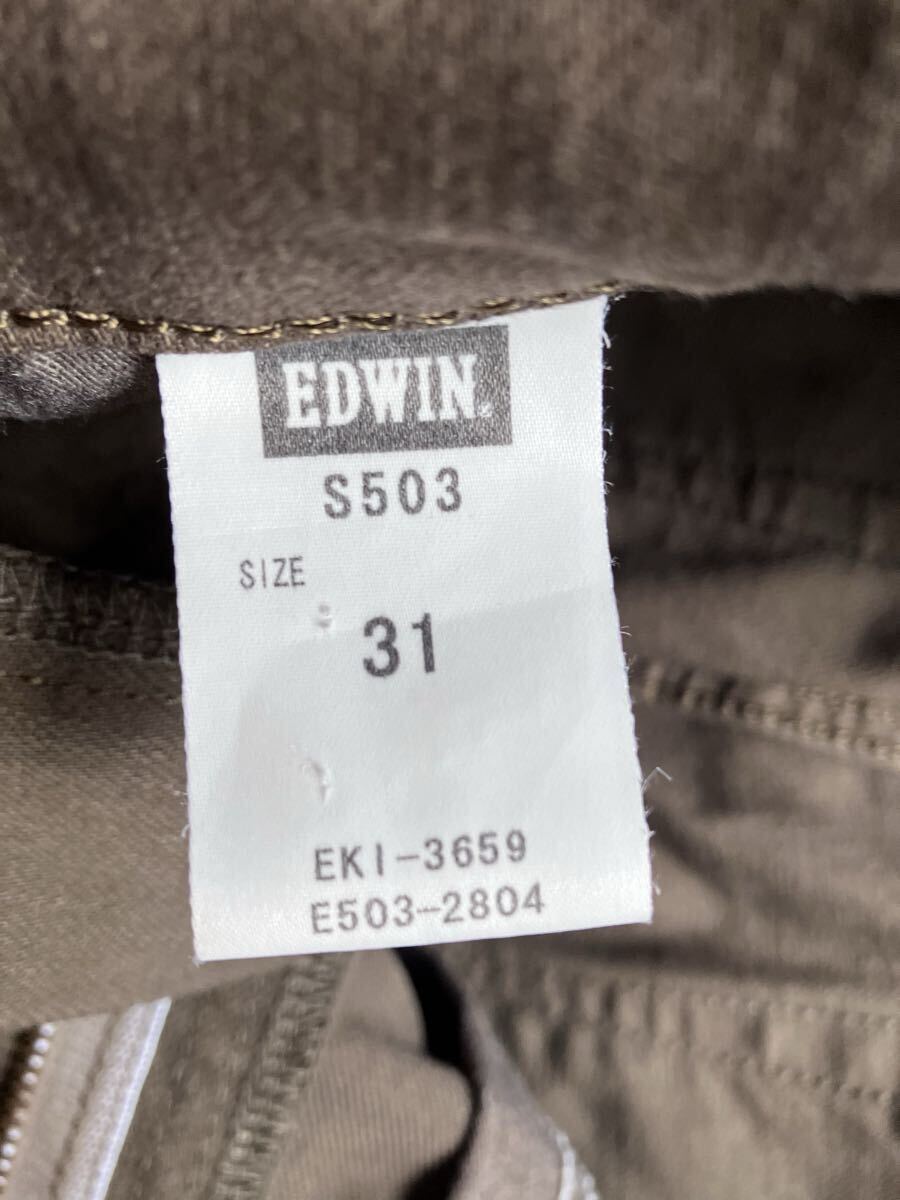 EDWIN
S503
SIZE
31
EKI-3659
E503-2804